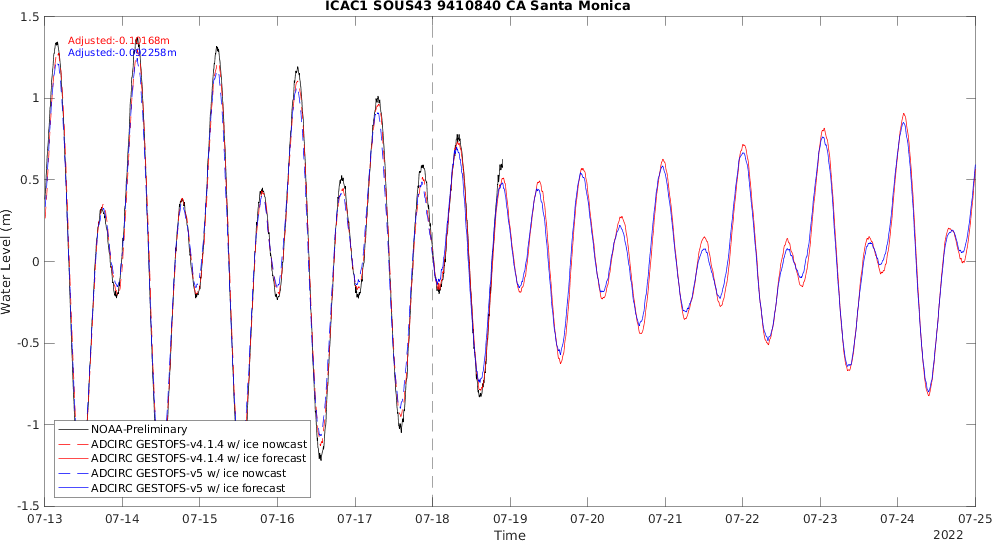 ICAC1 SOUS43 9410840 CA Santa Monica
Adjusted:-0.10168m
Adjusted:-0.092258m
Water Level (m)
1.5
1
0.5
0
-0.5
-1
-1.5
NOAA-Preliminary
ADCIRC GESTOFS-v4.1.4 w/ ice nowcast
ADCIRC GESTOFS-v4.1.4 w/ ice forecast
ADCIRC GESTOFS-v5 w/ ice nowcast
ADCIRC GESTOFS-v5 w/ ice forecast
07-13 07-14 07-15 07-16 07-17 07-18 07-19 07-20 07-21 07-22 07-23 07-24 07-25
Time
2022